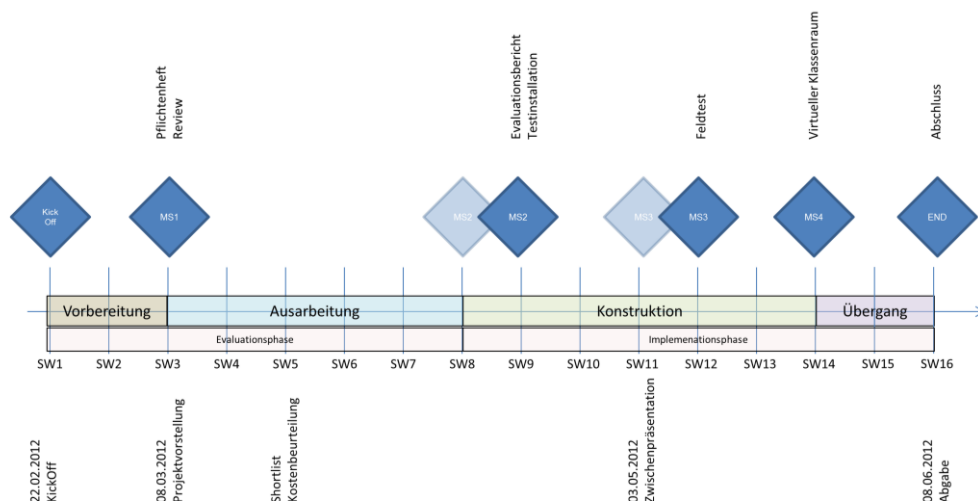 Pflichtenheft
Review
Evaluationsbericht
Testinstallation
Feldtest
Virtueller Klassenraum
Abschluss
Kick
Off
MS1
MS2
MS2
MS3
MS3
MS4
END
Vorbereitung
Ausarbeitung
Konstruktion
Übergang
Evaluationsphase
Implemenationsphase
SW1
SW2
SW3
SW4
SW5
SW6
SW7
SW8
SW9
SW10
SW11
SW12
SW13
SW14
SW15
SW16
22.02.2012
KickOff
08.03.2012
Projektvorstellung
Shortlist
Kostenbeurteilung
03.05.2012
Zwischenpräsentation
08.06.2012
Abgabe